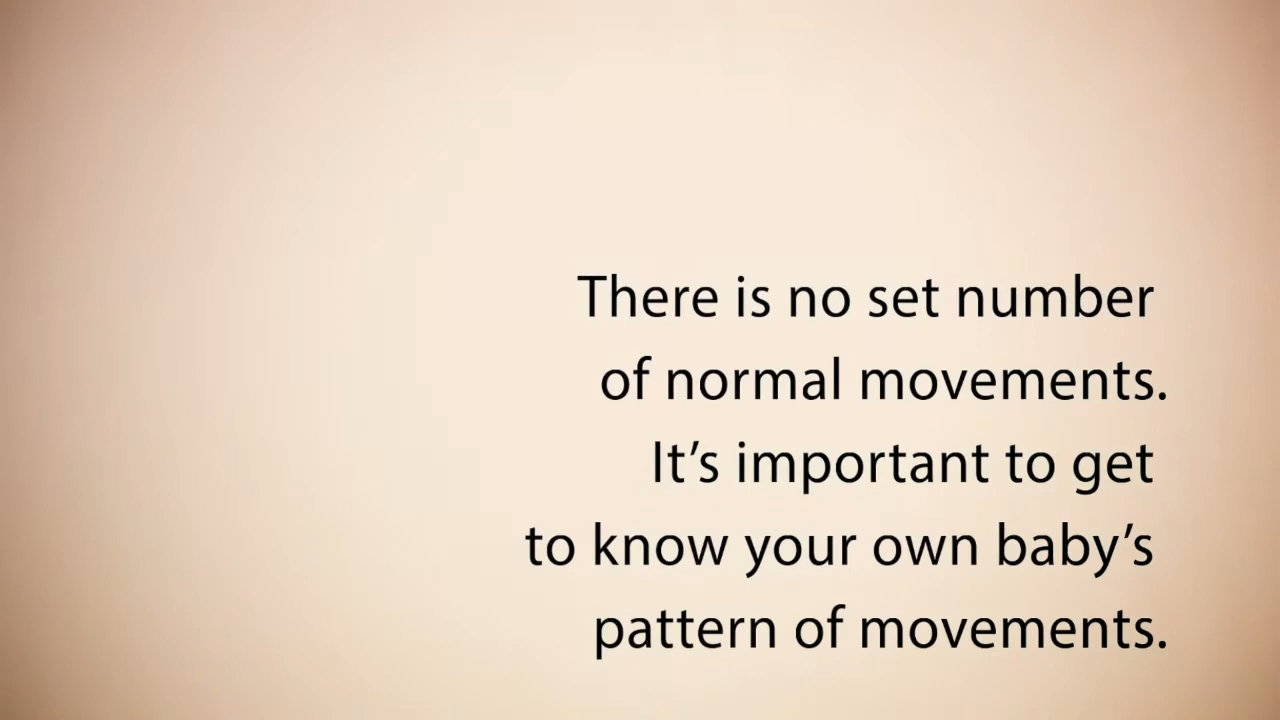 There is no set number
of normal movements.
It’s important to get
to know your own baby’s
pattern of movements.